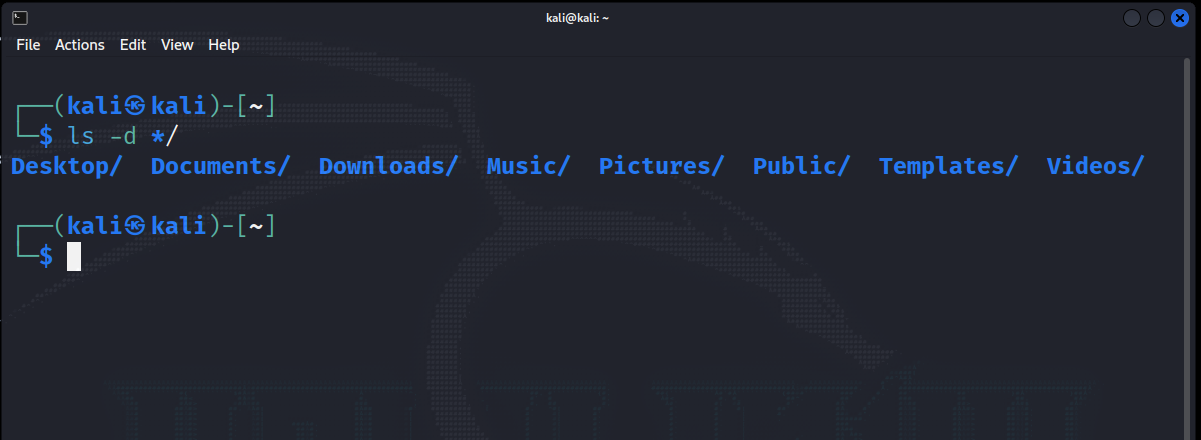 kali@kali: ~
File Actions Edit View Help
┌──(kali㉿kali)-[~]
└─$ ls -d */
Desktop/ Documents/ Downloads/ Music/ Pictures/ Public/ Templates/ Videos/
┌──(kali㉿kali)-[~]
└─$